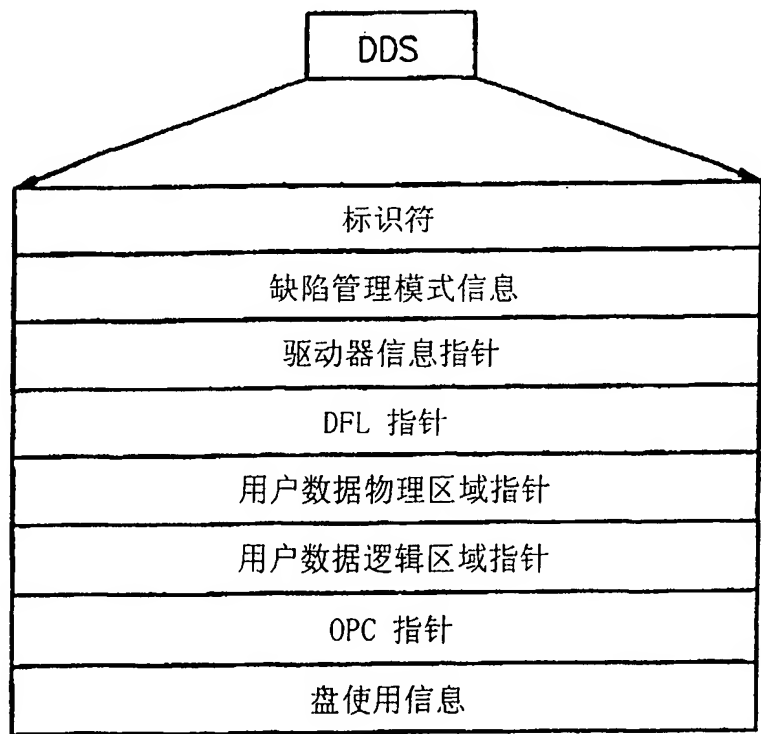 DDS
标识符
缺陷管理模式信息
驱动器信息指针
DFL 指针
用户数据物理区域指针
用户数据逻辑区域指针
OPC 指针
盘使用信息